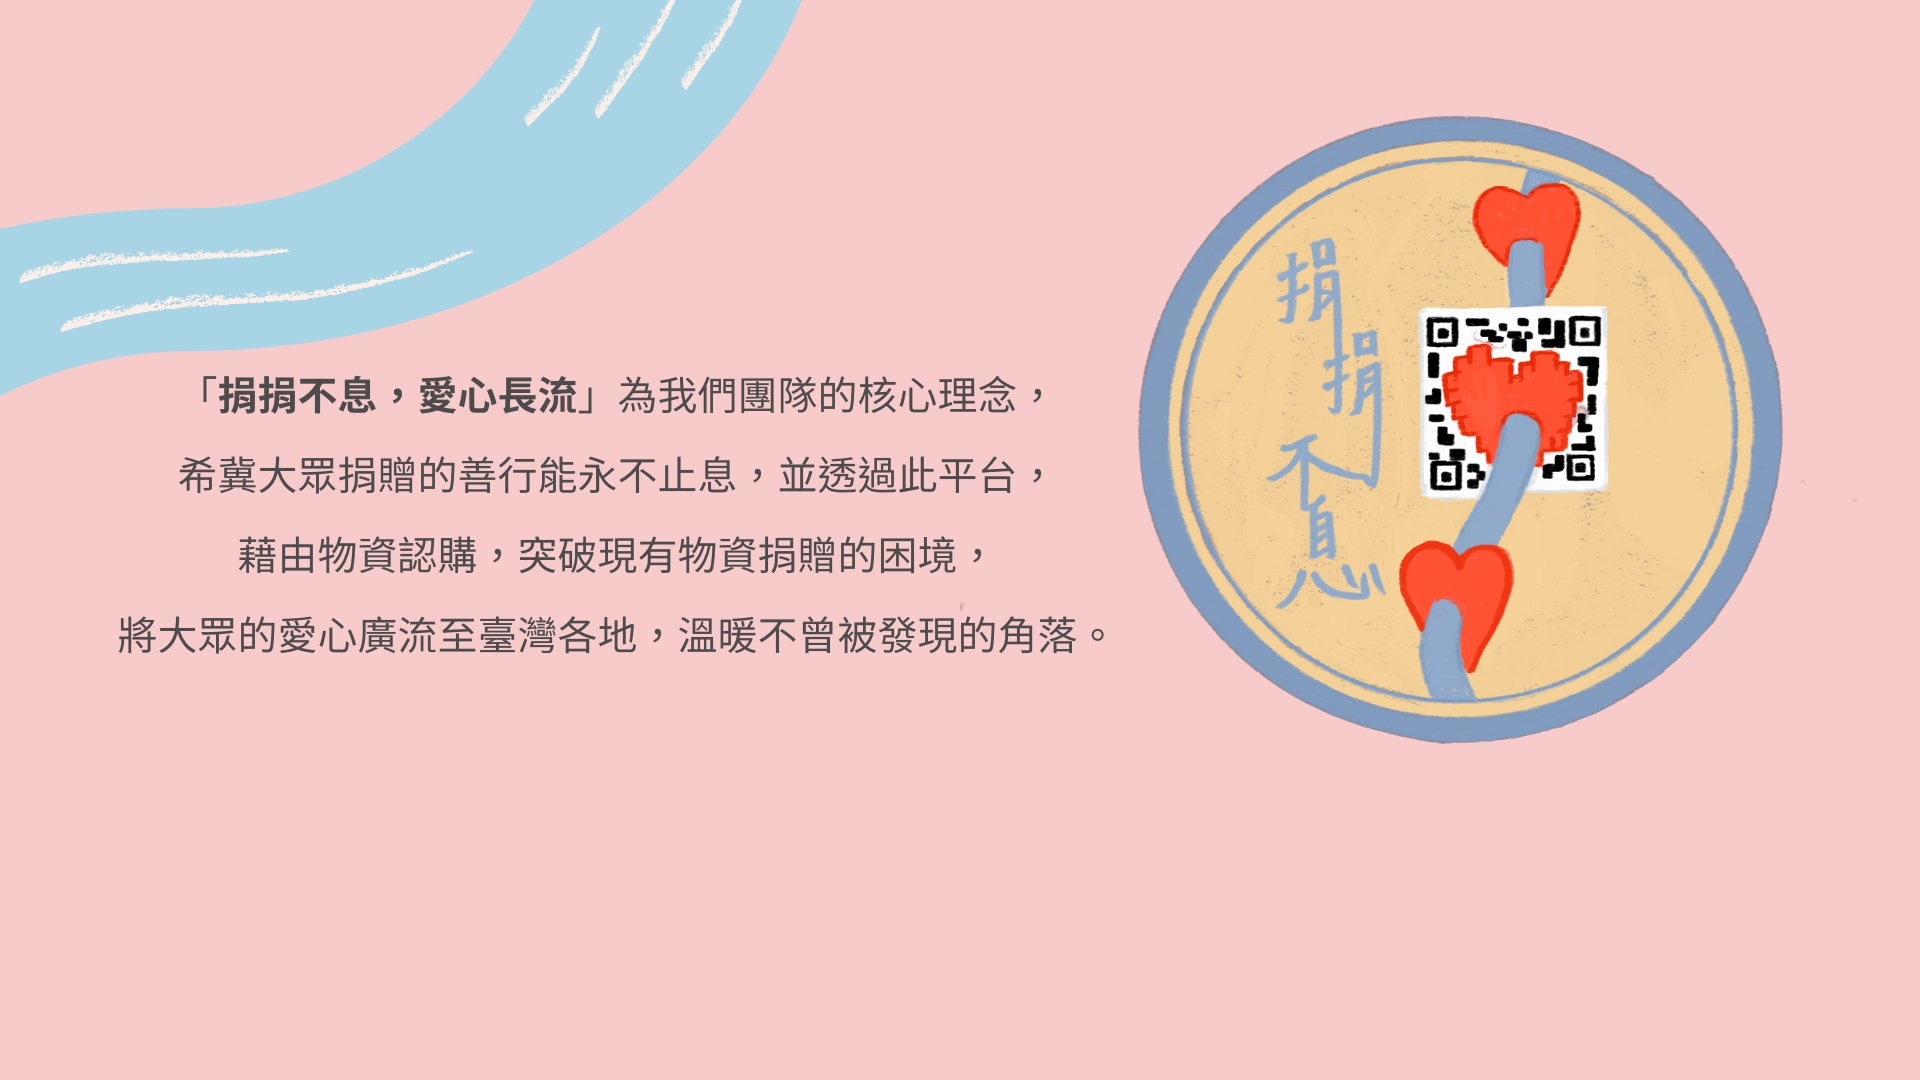 「捐捐不息，愛心長流」為我們團隊的核心理念，
希冀大眾捐贈的善行能永不止息，並透過此平台，
藉由物資認購，突破現有物資捐贈的困境，
將大眾的愛心廣流至臺灣各地，溫暖不曾被發現的角落。
捐捐不息